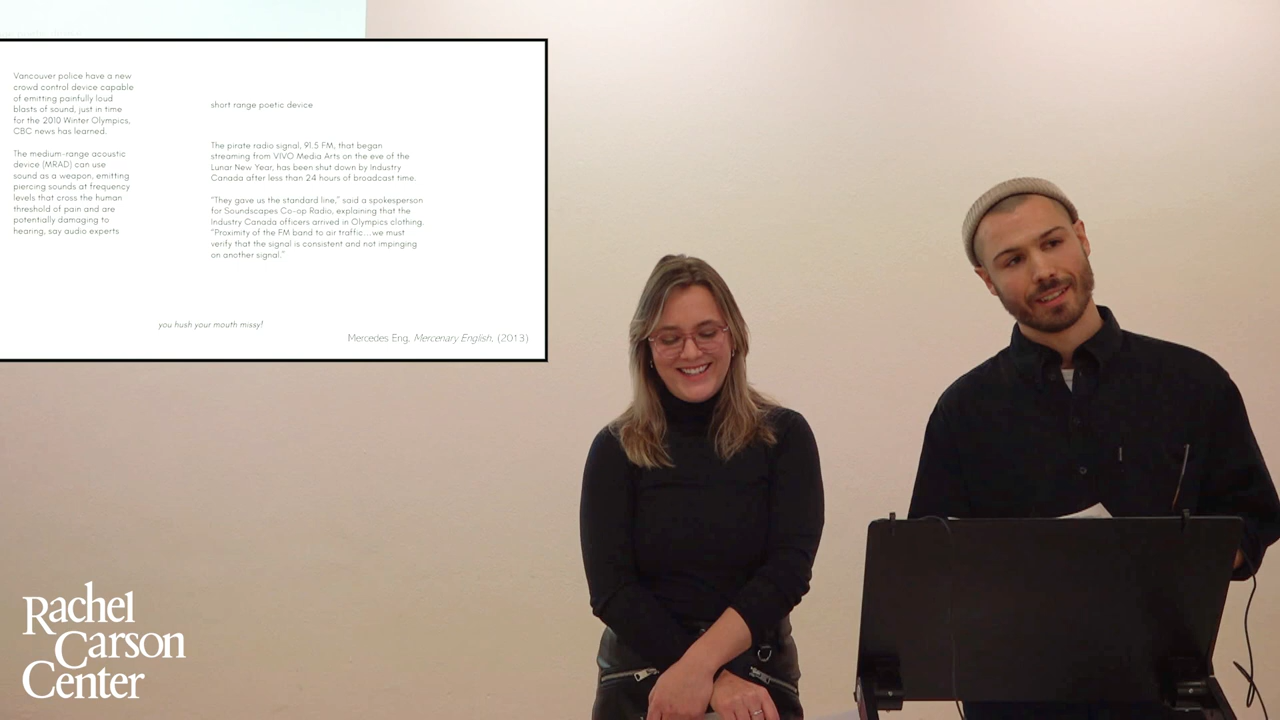 Vancouver police have a new
crowd control device capable
of emitting painfully loud
blasts of sound, just in time
for the 2010 Winter Olympics,
CBC news has learned.
The medium-range acoustic
device (MRAD) can use
sound as a weapon, emitting
piercing sounds at frequency
levels that cross the human
threshold of pain and are
potentially damaging to
hearing, say audio experts
short range poetic device
The pirate radio signal, 91.5 FM, that began
streaming from VIVO Media Arts on the eve of the
Lunar New Year, has been shut down by Industry
Canada after less than 24 hours of broadcast time.
“They gave us the standard line,” said a spokesperson
for Soundscapes Co-op Radio, explaining that the
Industry Canada officers arrived in Olympics clothing.
“Proximity of the FM band to air traffic...we must
verify that the signal is consistent and not impinging
on another signal.”
you hush your mouth missy!
Mercedes Eng, Mercenary English, (2013)
Rachel
Carson
Center